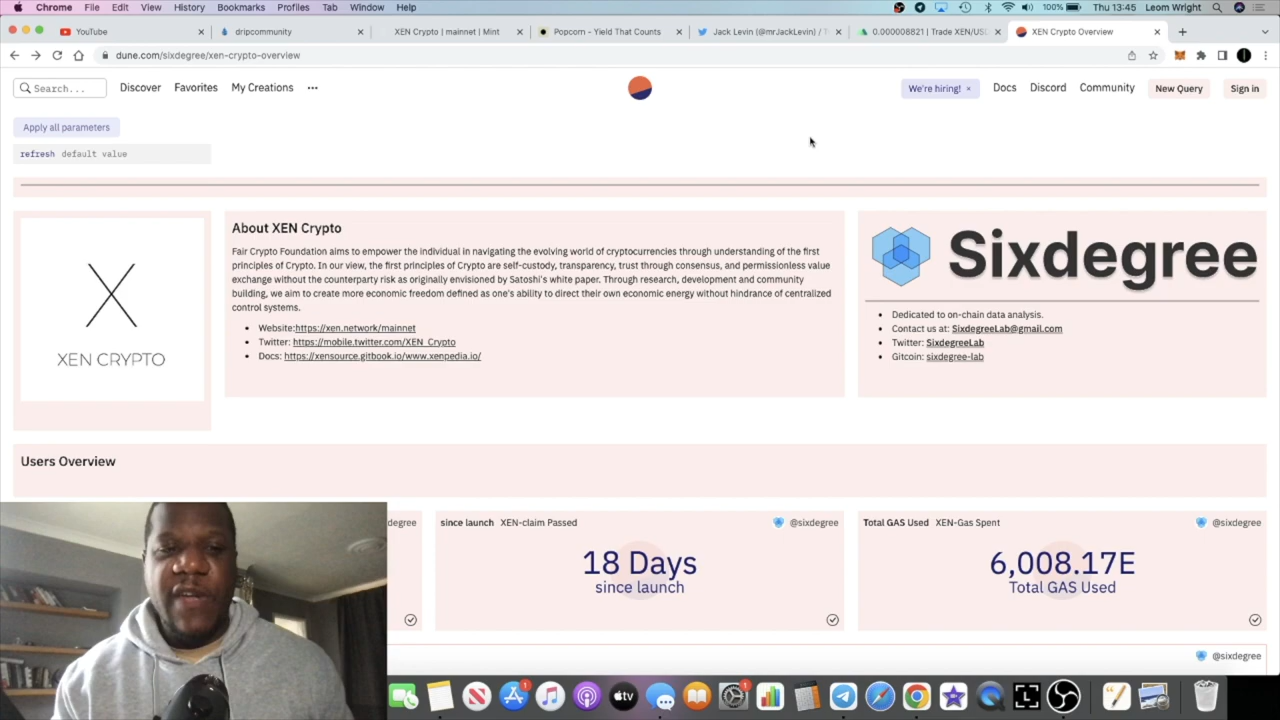 Chrome File Edit View History Bookmarks Profiles Tab Window Help 100% Thu 13:45 Leom Wright
YouTube dripcommunity XEN Crypto | mainnet | Mint Popcorn - Yield That Counts Jack Levin (@mrJackLevin) / T 0.000008821 | Trade XEN/USD XEN Crypto Overview
dune.com/sixdegree/xen-crypto-overview
Search... Discover Favorites My Creations ••• We're hiring! × Docs Discord Community New Query Sign in
Apply all parameters
refresh default value
X
XEN CRYPTO
About XEN Crypto
Fair Crypto Foundation aims to empower the individual in navigating the evolving world of cryptocurrencies through understanding of the first
principles of Crypto. In our view, the first principles of Crypto are self-custody, transparency, trust through consensus, and permissionless value
exchange without the counterparty risk as originally envisioned by Satoshi's white paper. Through research, development and community
building, we aim to create more economic freedom defined as one's ability to direct their own economic energy without hindrance of centralized
control systems.
• Website:https://xen.network/mainnet
• Twitter: https://mobile.twitter.com/XEN_Crypto
• Docs: https://xensource.gitbook.io/www.xenpedia.io/
Sixdegree
• Dedicated to on-chain data analysis.
• Contact us at: SixdegreeLab@gmail.com
• Twitter: SixdegreeLab
• Gitcoin: sixdegree-lab
Users Overview
degree
since launch XEN-claim Passed @sixdegree
18 Days
since launch
Total GAS Used XEN-Gas Spent @sixdegree
6,008.17E
Total GAS Used
@sixdegree
1
1
tv
L